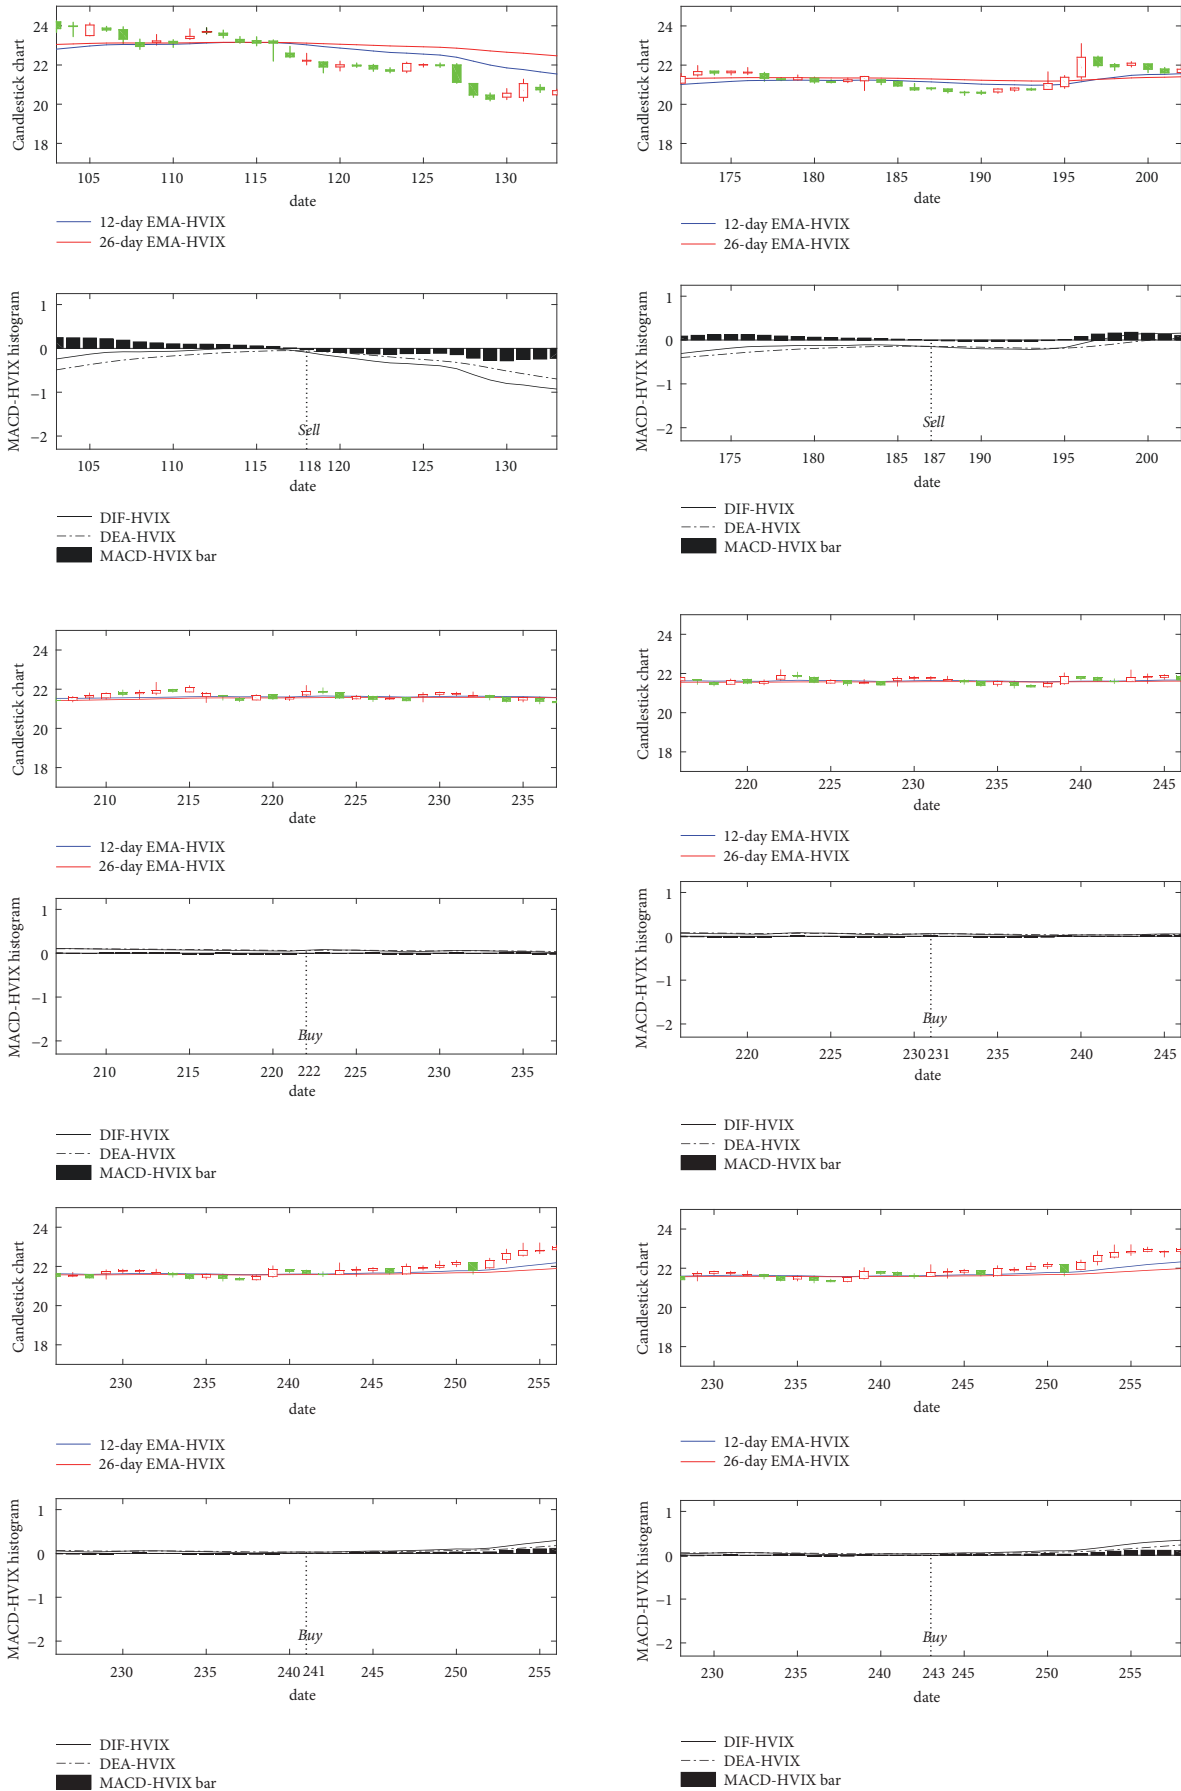 Candlestick chart
24
22
20
18
105 110 115 120 125 130
date
12-day EMA-HVIX
26-day EMA-HVIX
Candlestick chart
24
22
20
18
175 180 185 190 195 200
date
12-day EMA-HVIX
26-day EMA-HVIX
MACD-HVIX histogram
1
0
−1
−2
Sell
105 110 115 118 120 125 130
date
DIF-HVIX
DEA-HVIX
MACD-HVIX bar
MACD-HVIX histogram
1
0
−1
−2
Sell
175 180 185 187 190 195 200
date
DIF-HVIX
DEA-HVIX
MACD-HVIX bar
Candlestick chart
24
22
20
18
210 215 220 225 230 235
date
12-day EMA-HVIX
26-day EMA-HVIX
Candlestick chart
24
22
20
18
220 225 230 235 240 245
date
12-day EMA-HVIX
26-day EMA-HVIX
MACD-HVIX histogram
1
0
−1
−2
Buy
210 215 220 222 225 230 235
date
DIF-HVIX
DEA-HVIX
MACD-HVIX bar
MACD-HVIX histogram
1
0
−1
−2
Buy
220 225 230 231 235 240 245
date
DIF-HVIX
DEA-HVIX
MACD-HVIX bar
Candlestick chart
24
22
20
18
230 235 240 245 250 255
date
12-day EMA-HVIX
26-day EMA-HVIX
Candlestick chart
24
22
20
18
230 235 240 245 250 255
date
12-day EMA-HVIX
26-day EMA-HVIX
MACD-HVIX histogram
1
0
−1
−2
Buy
230 235 240 241 245 250 255
date
DIF-HVIX
DEA-HVIX
MACD-HVIX bar
MACD-HVIX histogram
1
0
−1
−2
Buy
230 235 240 243 245 250 255
date
DIF-HVIX
DEA-HVIX
MACD-HVIX bar